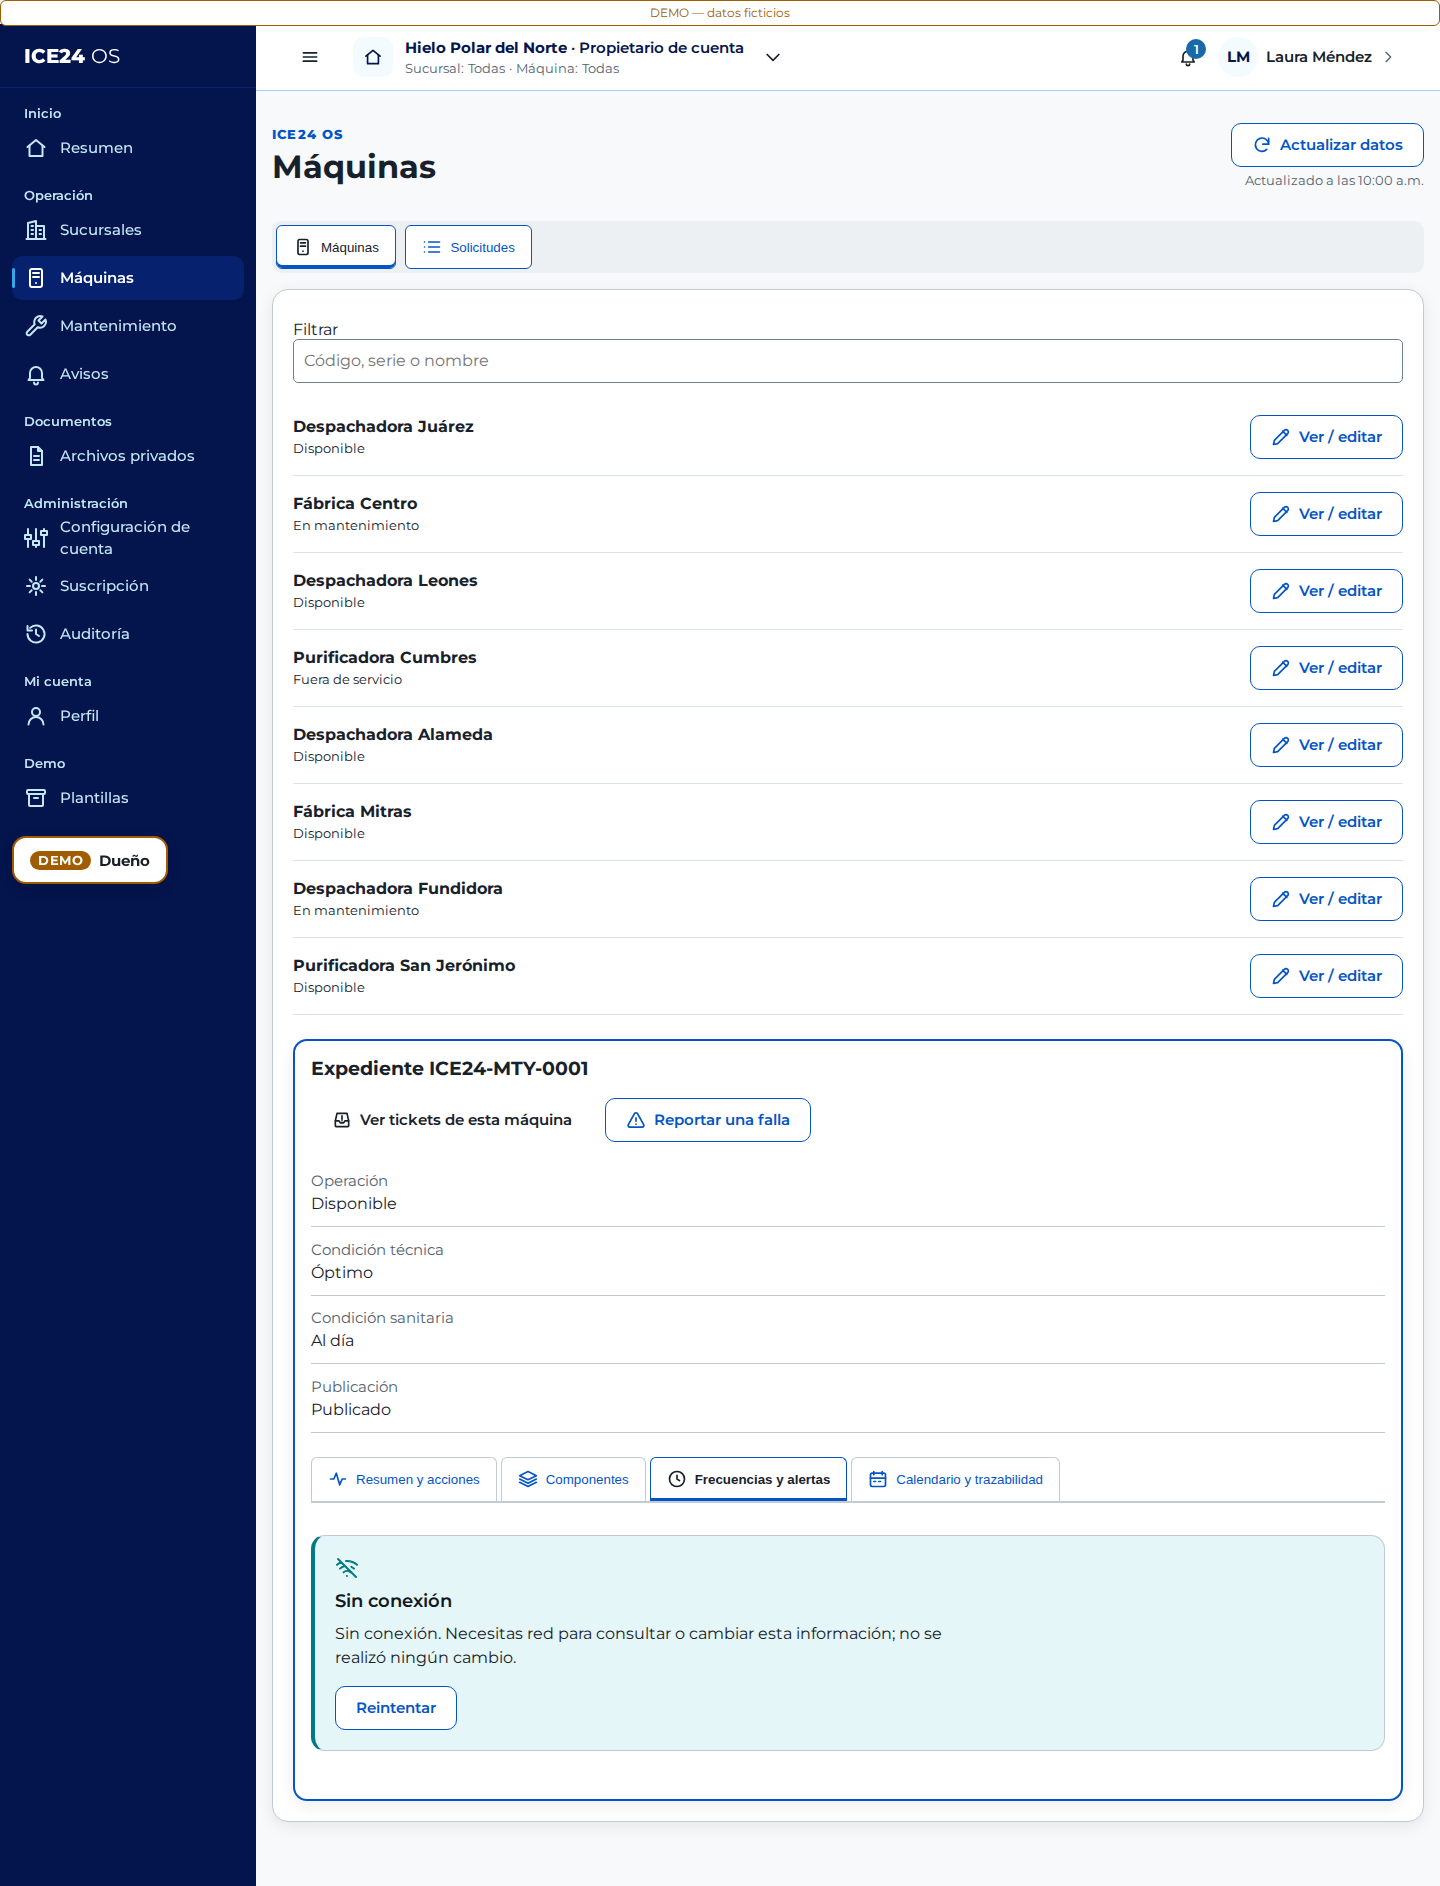 DEMO — datos ficticios
ICE24 OS
Inicio
Resumen
Operación
Sucursales
Máquinas
Mantenimiento
Avisos
Documentos
Archivos privados
Administración
Configuración de
cuenta
Suscripción
Auditoría
Mi cuenta
Perfil
Demo
Plantillas
DEMO Dueño
Hielo Polar del Norte · Propietario de cuenta
Sucursal: Todas · Máquina: Todas
1
LM Laura Méndez
ICE24 OS
Máquinas
Actualizar datos
Actualizado a las 10:00 a.m.
Máquinas
Solicitudes
Filtrar
Código, serie o nombre
Despachadora Juárez
Disponible
Ver / editar
Fábrica Centro
En mantenimiento
Ver / editar
Despachadora Leones
Disponible
Ver / editar
Purificadora Cumbres
Fuera de servicio
Ver / editar
Despachadora Alameda
Disponible
Ver / editar
Fábrica Mitras
Disponible
Ver / editar
Despachadora Fundidora
En mantenimiento
Ver / editar
Purificadora San Jerónimo
Disponible
Ver / editar
Expediente ICE24-MTY-0001
Ver tickets de esta máquina
Reportar una falla
Operación
Disponible
Condición técnica
Óptimo
Condición sanitaria
Al día
Publicación
Publicado
Resumen y acciones
Componentes
Frecuencias y alertas
Calendario y trazabilidad
Sin conexión
Sin conexión. Necesitas red para consultar o cambiar esta información; no se
realizó ningún cambio.
Reintentar